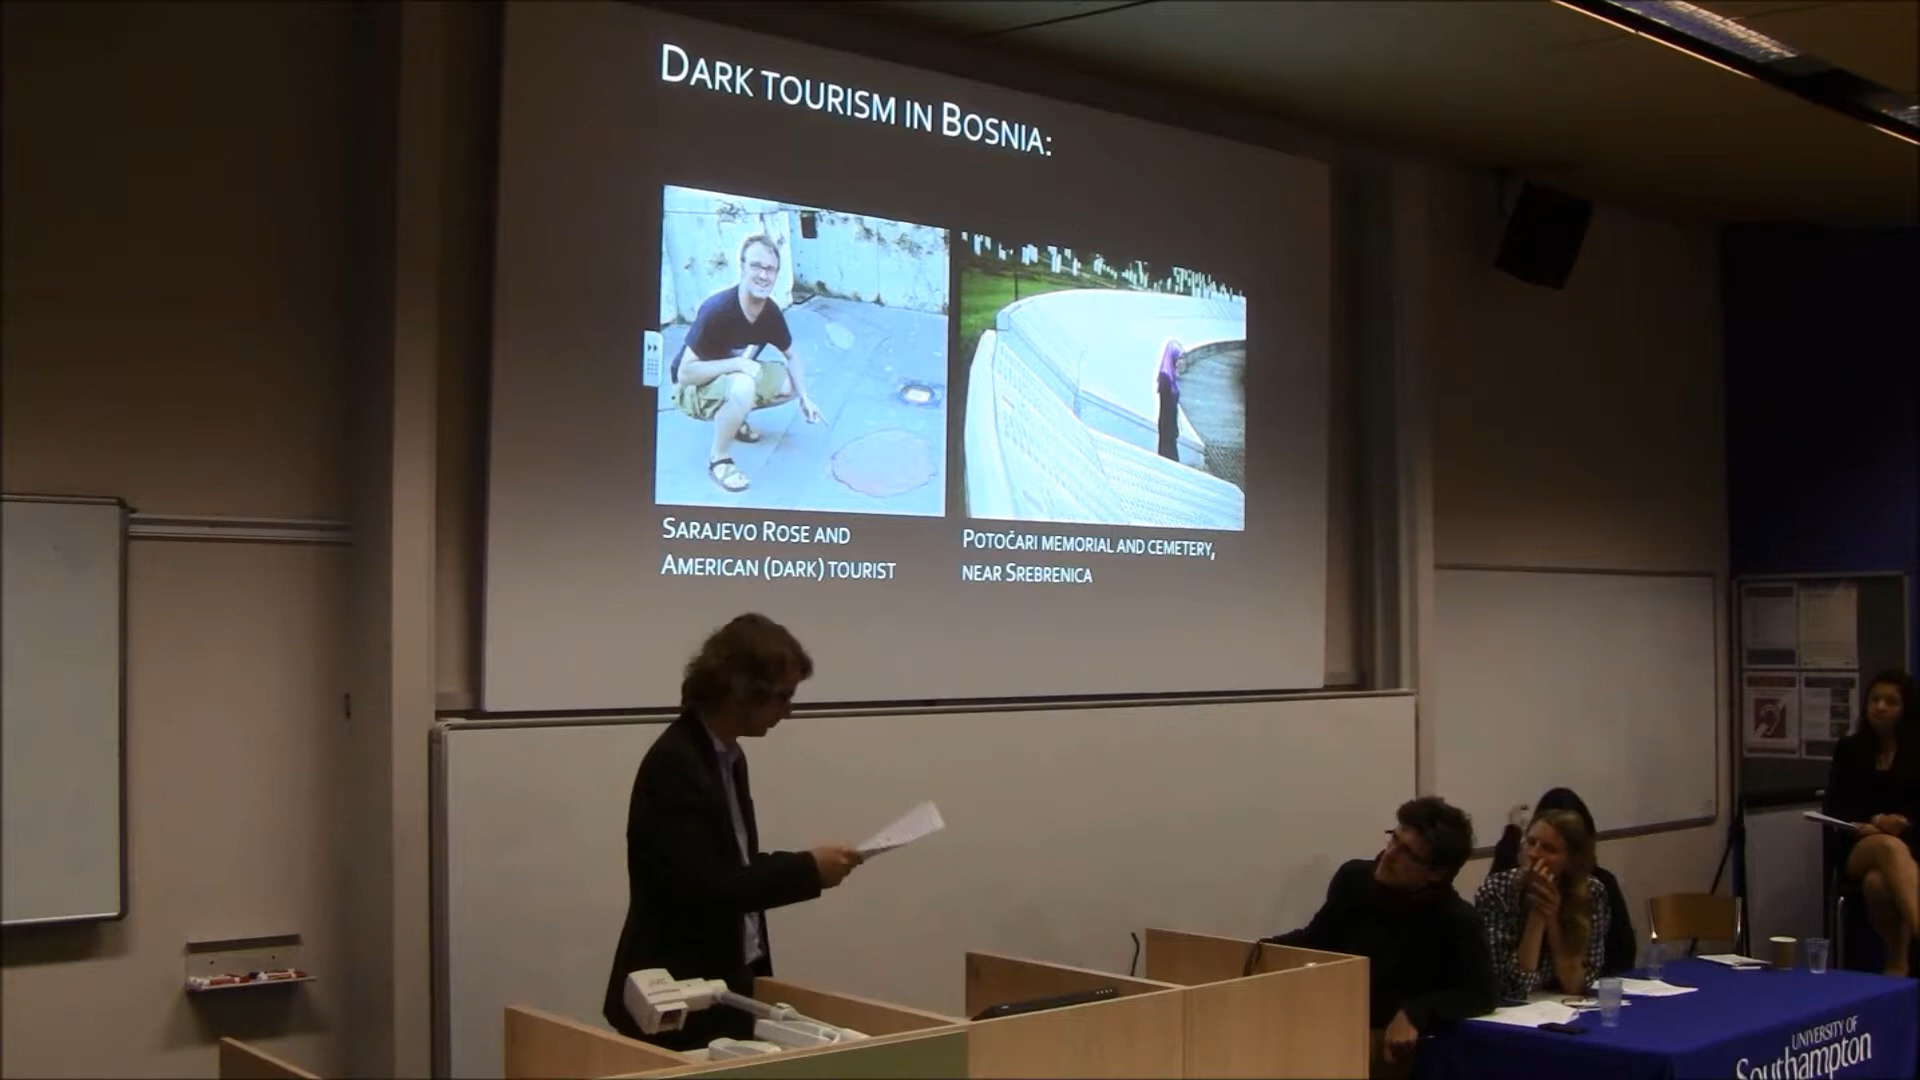 Dark tourism in Bosnia:
Sarajevo Rose and
American (dark) tourist
Potočari memorial and cemetery,
near Srebrenica
UNIVERSITY OF
Southampton